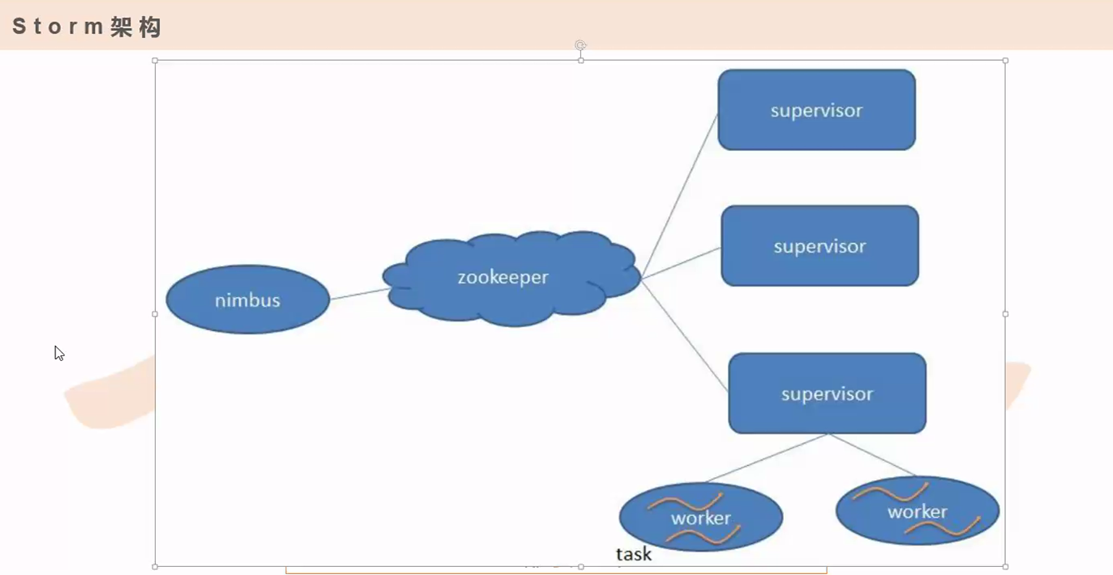 Storm架构
supervisor
supervisor
zookeeper
nimbus
supervisor
worker
worker
task